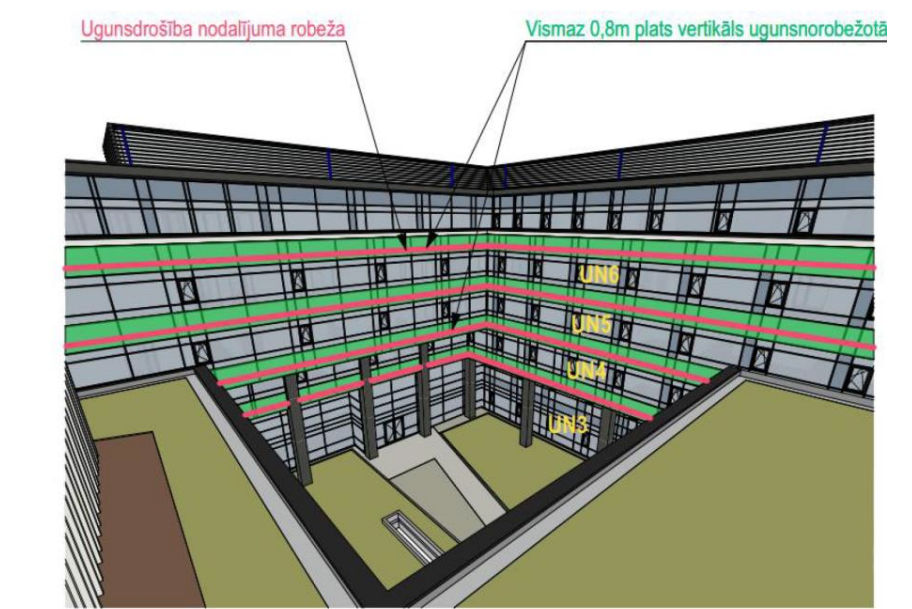 Ugunsdrošība nodalījuma robeža
Vismaz 0,8m plats vertikāls ugunsnorobežotā
UN6
UN5
UN4
UN3